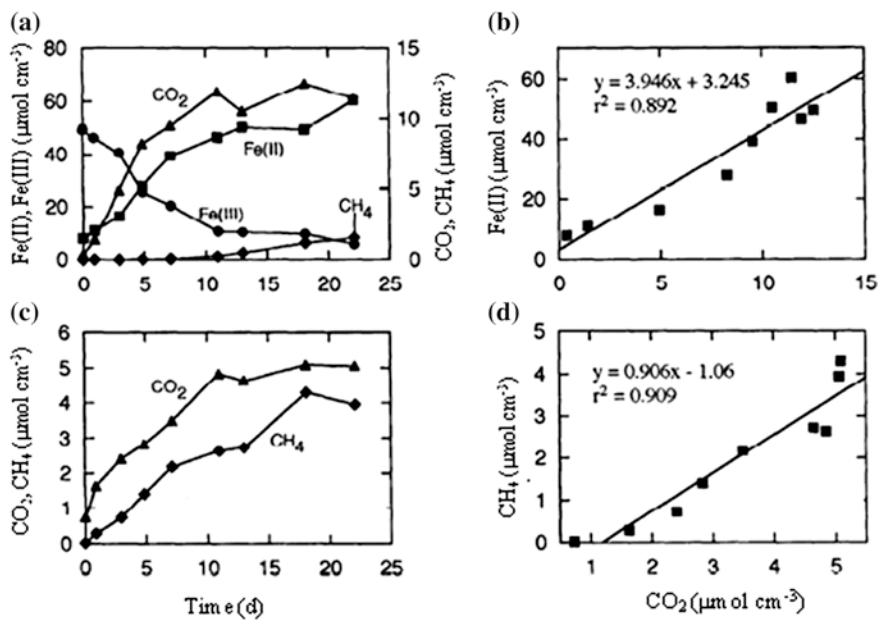 (a)
Fe(II), Fe(III) (μmol cm⁻³)
80
60
40
20
0
15
10
5
0
CO₂, CH₄ (μmol cm⁻³)
CO₂
Fe(II)
Fe(III)
CH₄
0 5 10 15 20 25
(b)
Fe(II) (μmol cm⁻³)
60
40
20
0
y = 3.946x + 3.245
r² = 0.892
0 5 10 15
(c)
CO₂, CH₄ (μmol cm⁻³)
6
5
4
3
2
1
0
CO₂
CH₄
0 5 10 15 20 25
Time (d)
(d)
CH₄ (μmol cm⁻³)
5
4
3
2
1
0
y = 0.906x - 1.06
r² = 0.909
1 2 3 4 5
CO₂ (μmol cm⁻³)